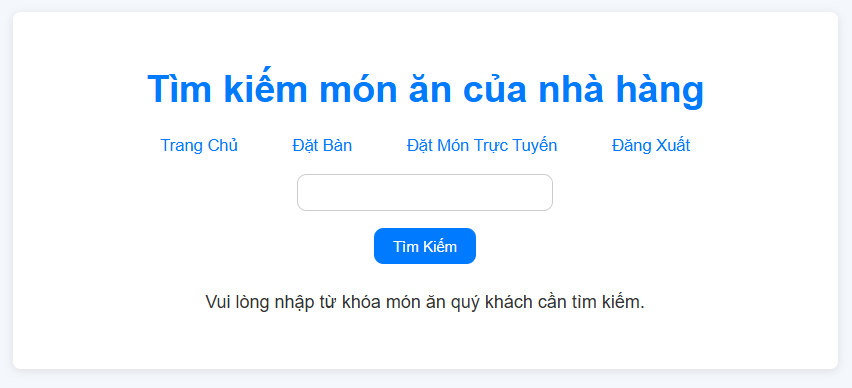 Tìm kiếm món ăn của nhà hàng
Trang Chủ Đặt Bàn Đặt Món Trực Tuyến Đăng Xuất
Tìm Kiếm
Vui lòng nhập từ khóa món ăn quý khách cần tìm kiếm.